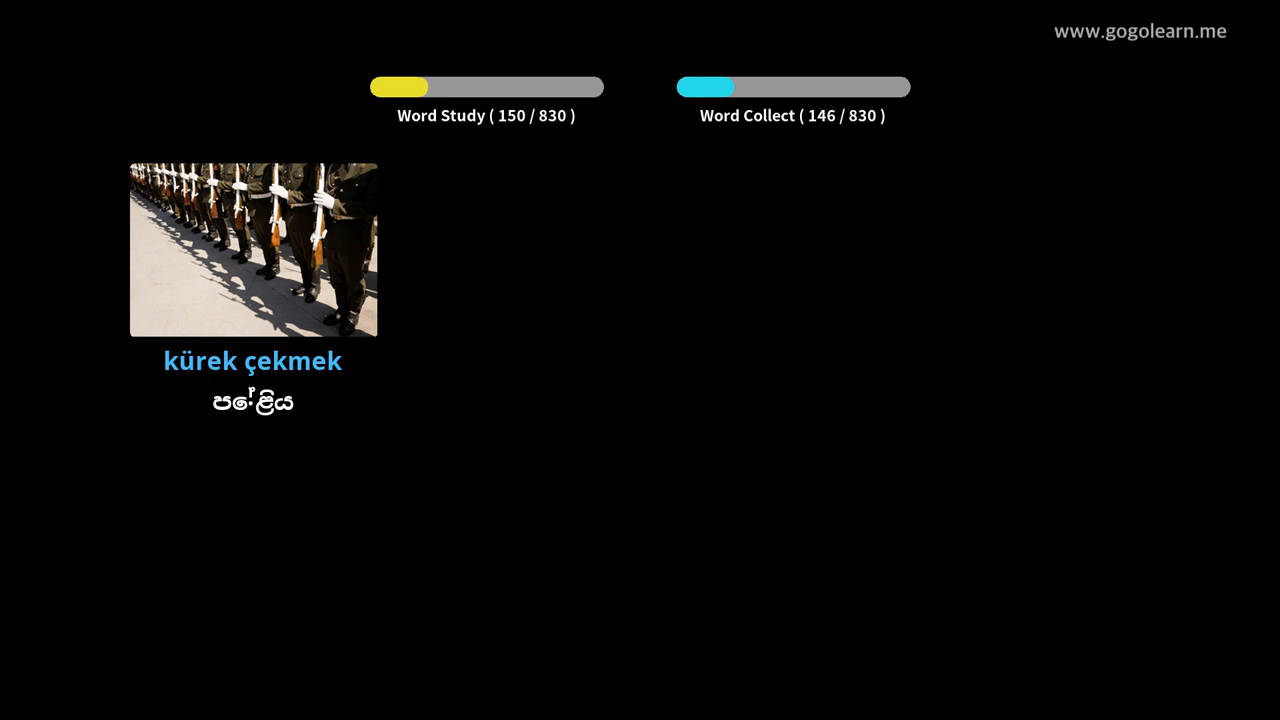 www.gogolearn.me
Word Study ( 150 / 830 )
Word Collect ( 146 / 830 )
kürek çekmek
පේළිය